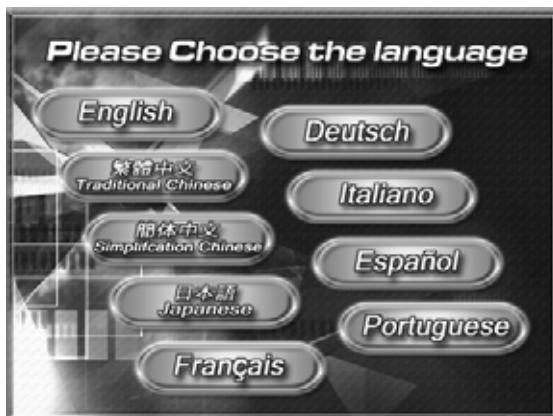 Please Choose the language
English
繁體中文
Traditional Chinese
簡体中文
Simplifcation Chinese
日本語
Japanese
Français
Deutsch
Italiano
Español
Portuguese